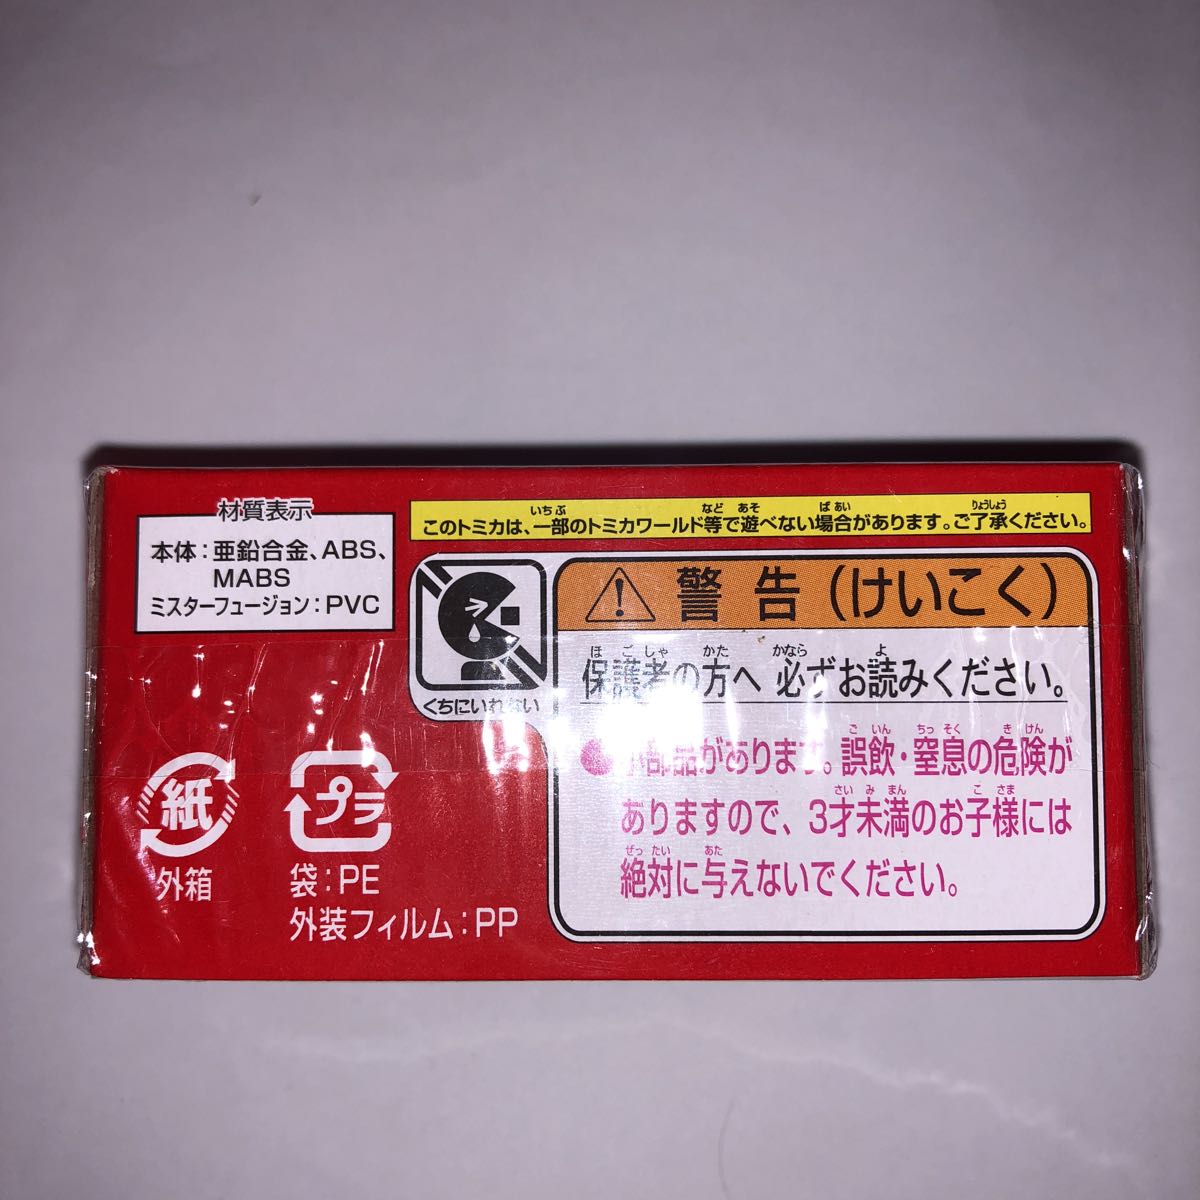 材質表示
本体：亜鉛合金、ABS、
MABS
ミスターフュージョン：PVC
いちぶ など あそ ばあい りょうしょう
このトミカは、一部のトミカワールド等で遊べない場合があります。ご了承ください。
くちにいれない
警告（けいこく）
ほごしゃ かた かなら よ
保護者の方へ 必ずお読みください。
ごいん ちっそく きけん
部品があります。誤飲・窒息の危険が
さいみまん こさま
ありますので、3才未満のお子様には
ぜったい あた
絶対に与えないでください。
紙
外箱
プラ
袋：PE
外装フィルム：PP